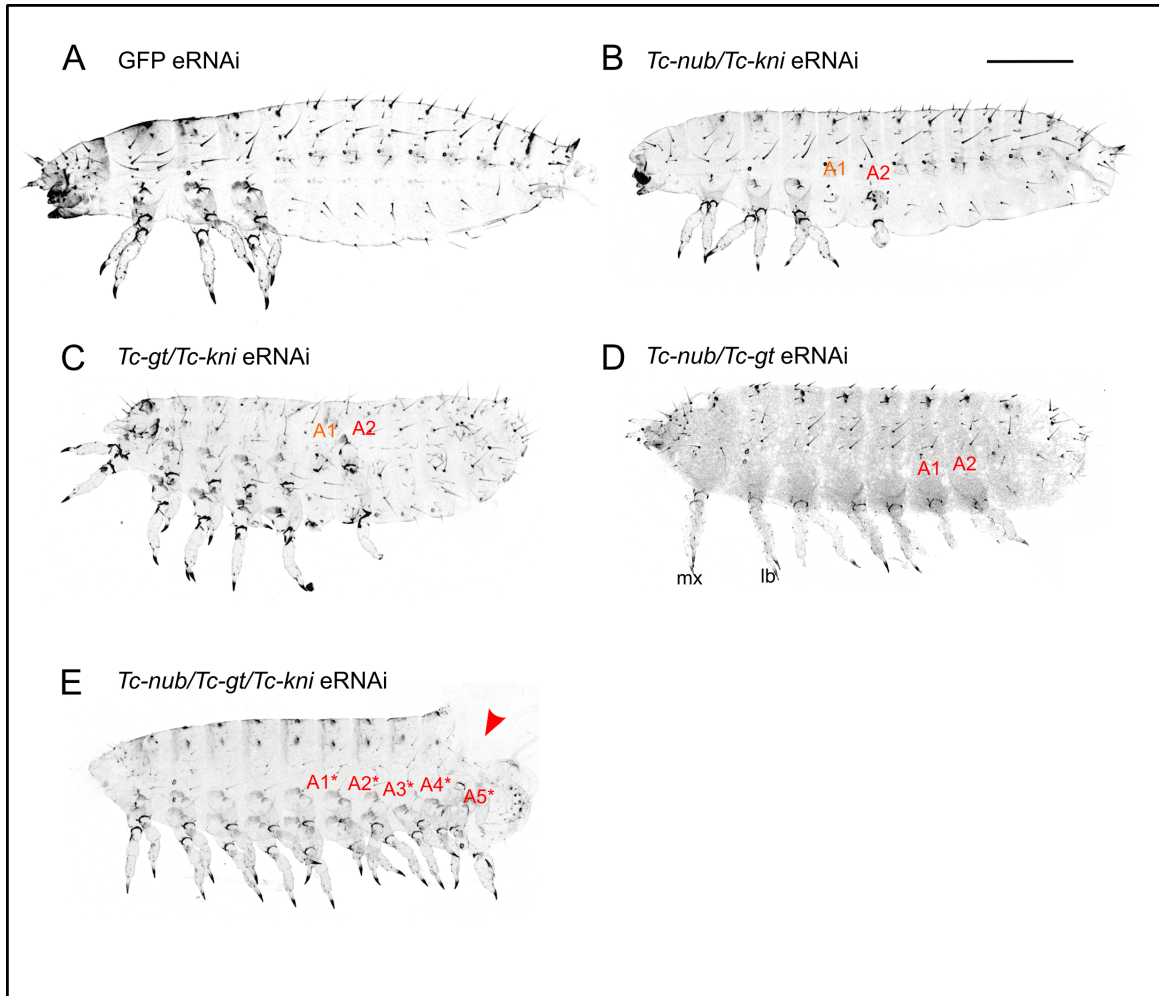 A GFP eRNAi
B Tc-nub/Tc-kni eRNAi
A1 A2
C Tc-gt/Tc-kni eRNAi
A1 A2
D Tc-nub/Tc-gt eRNAi
A1 A2
mx lb
E Tc-nub/Tc-gt/Tc-kni eRNAi
A1* A2* A3* A4* A5*